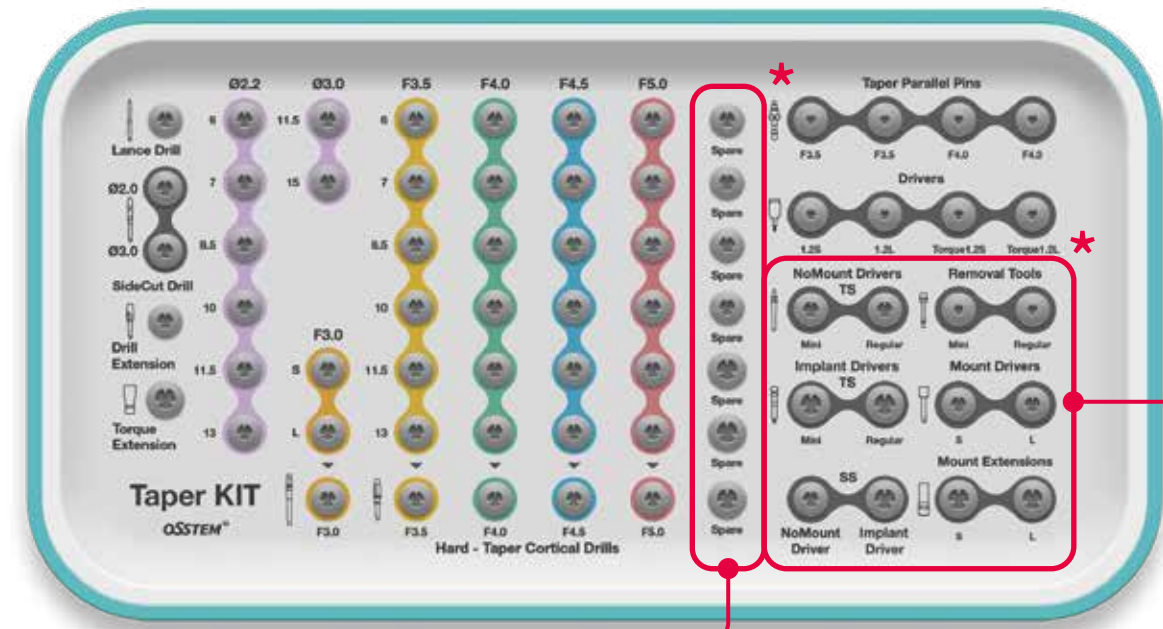 Ø2.2 Ø3.0 F3.5 F4.0 F4.5 F5.0 * Taper Parallel Pins
6 11.5 6
Lance Drill Spare F3.5 F3.5 F4.0 F4.0
Ø2.0 7 15 7 Drivers
Spare
8.5 8.5
Ø3.0 1.2S 1.2L Torque1.2S Torque1.2L *
SideCut Drill Spare NoMount Drivers Removal Tools
TS
10 10
Drill Extension F3.0 Spare Mini Regular Mini Regular
Implant Drivers Mount Drivers
TS
11.5 S 11.5
Spare
Torque Extension 13 L 13 Mini Regular S L
Spare Mount Extensions
Taper KIT SS
OSSTEM®
F3.0 F3.5 F4.0 F4.5 F5.0 Spare NoMount Driver Implant Driver S L
Hard - Taper Cortical Drills